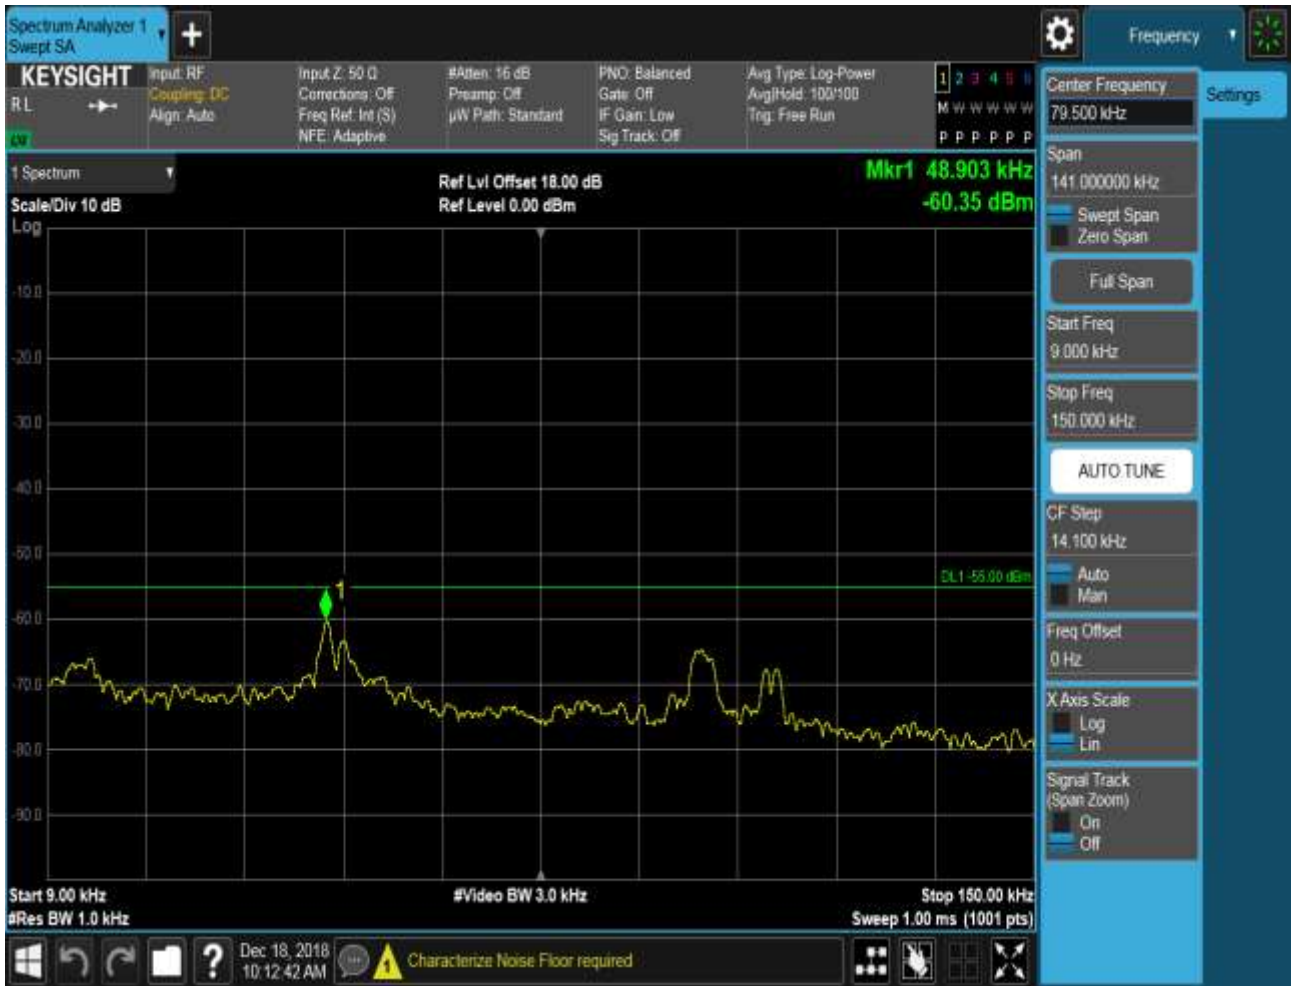 Spectrum Analyzer 1
Swept SA
Frequency
KEYSIGHT
R L
Input: RF
Coupling: DC
Align: Auto
Input Z: 50 Ω
Corrections: Off
Freq Ref: Int (S)
NFE: Adaptive
#Atten: 16 dB
Preamp: Off
µW Path: Standard
PNO: Balanced
Gate: Off
IF Gain: Low
Sig Track: Off
Avg Type: Log-Power
Avg|Hold: 100/100
Trig: Free Run
1 2 3 4 5 6
M W W W W W
P P P P P P
1 Spectrum
Scale/Div 10 dB
Log
Ref Lvl Offset 18.00 dB
Ref Level 0.00 dBm
Mkr1 48.903 kHz
-60.35 dBm
-10.0
-20.0
-30.0
-40.0
-50.0
-60.0
-70.0
-80.0
-90.0
1
DL1 -55.00 dBm
Start 9.00 kHz
#Res BW 1.0 kHz
#Video BW 3.0 kHz
Stop 150.00 kHz
Sweep 1.00 ms (1001 pts)
Center Frequency
79.500 kHz
Settings
Span
141.000000 kHz
Swept Span
Zero Span
Full Span
Start Freq
9.000 kHz
Stop Freq
150.000 kHz
AUTO TUNE
CF Step
14.100 kHz
Auto
Man
Freq Offset
0 Hz
X Axis Scale
Log
Lin
Signal Track
(Span Zoom)
On
Off
?
Dec 18, 2018
10:12:42 AM
1
Characterize Noise Floor required